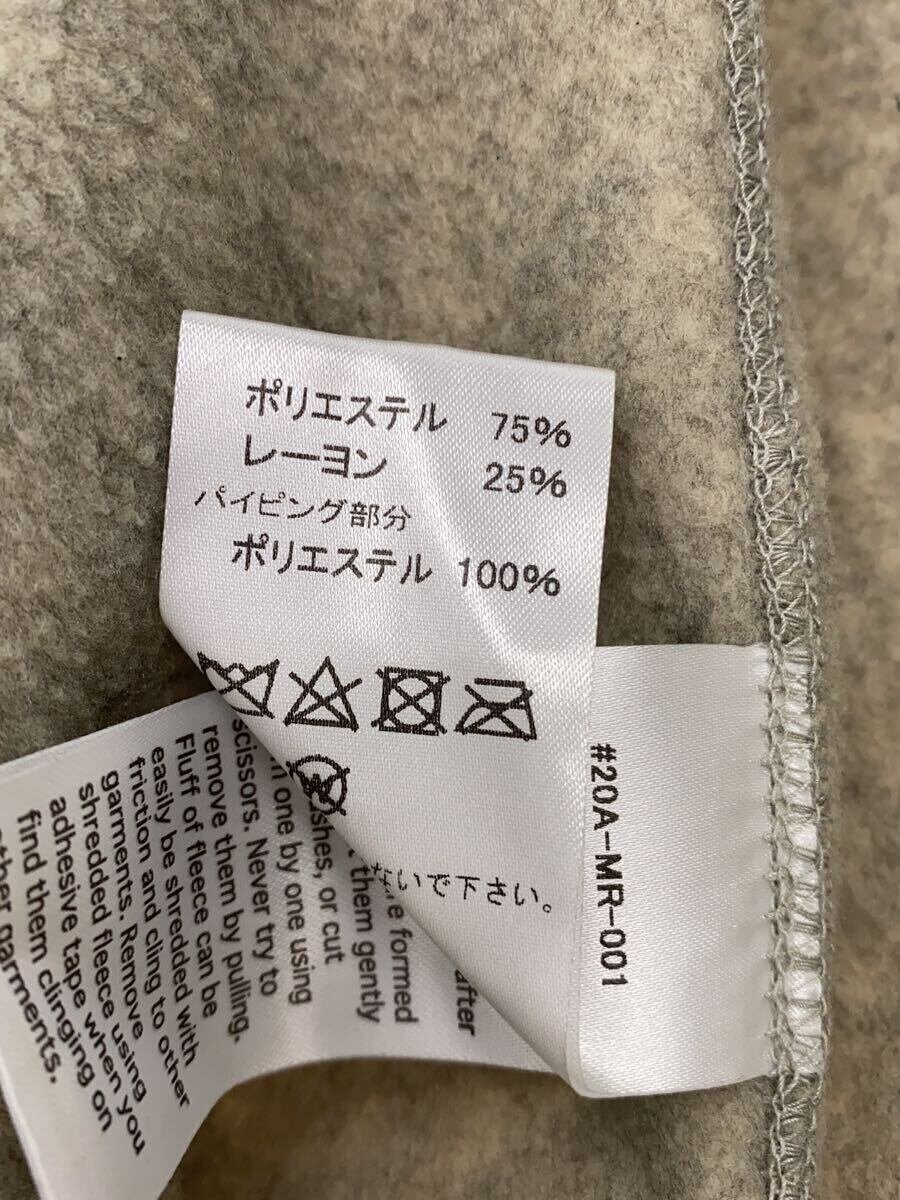 ポリエステル 75%
レーヨン 25%
パイピング部分
ポリエステル 100%
ないで下さい。
#20A-MR-001
after
formed
them gently
ishes, or cut
one by one using
scissors. Never try to
remove them by pulling.
Fluff of fleece can be
easily be shredded with
friction and cling to other
garments. Remove
shredded fleece using
adhesive tape when you
find them clinging on
other garments.